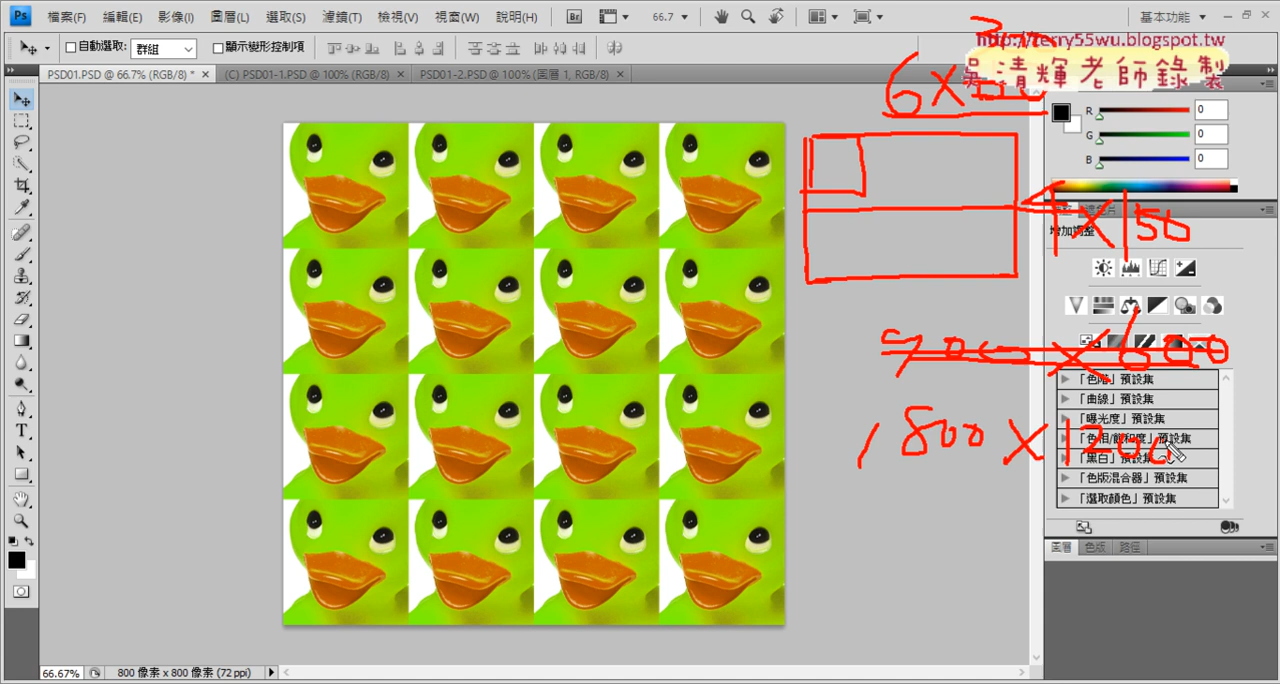 Ps 檔案(F) 編輯(E) 影像(I) 圖層(L) 選取(S) 濾鏡(T) 檢視(V) 視窗(W) 說明(H) Br 66.7 基本功能
自動選取: 群組 顯示變形控制項
http://terry55wu.blogspot.tw
吳清輝老師錄製
PSD01.PSD @ 66.7% (RGB/8) * × (C) PSD01-1.PSD @ 100% (RGB/8) × PSD01-2.PSD @ 100% (圖層 1, RGB/8) ×
6X
R 0
G 0
B 0
4X150
增加調整
900X600
「色階」預設集
「曲線」預設集
「曝光度」預設集
「色相/飽和度」預設集
1800X1200
「黑白」預設集
「色版混合器」預設集
「選取顏色」預設集
圖層 色版 路徑
66.67% 800 像素 x 800 像素 (72 ppi)